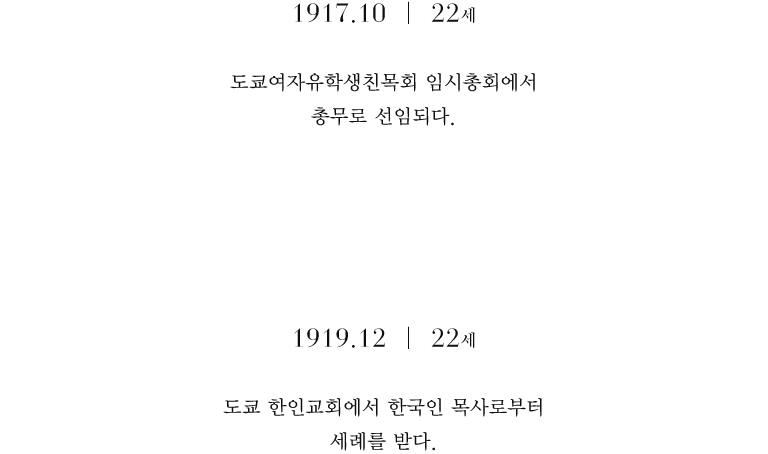 1917.10 | 22세
도쿄여자유학생친목회 임시총회에서
총무로 선임되다.
1919.12 | 22세
도쿄 한인교회에서 한국인 목사로부터
세례를 받다.